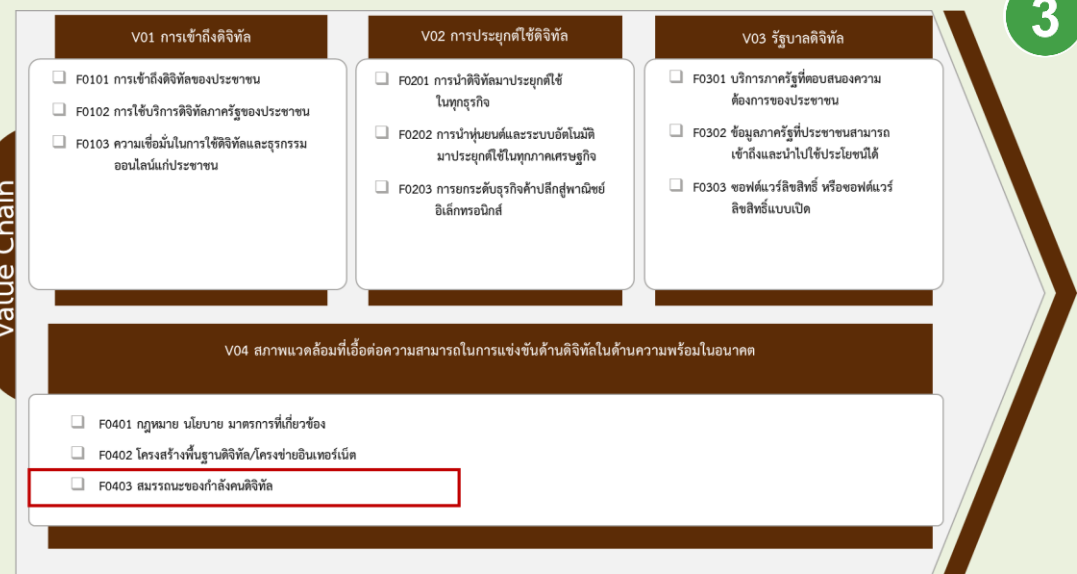 3
Value Chain
V01 การเข้าถึงดิจิทัล
F0101 การเข้าถึงดิจิทัลของประชาชน
F0102 การใช้บริการดิจิทัลภาครัฐของประชาชน
F0103 ความเชื่อมั่นในการใช้ดิจิทัลและธุรกรรม
ออนไลน์แก่ประชาชน
V02 การประยุกต์ใช้ดิจิทัล
F0201 การนำดิจิทัลมาประยุกต์ใช้
ในทุกธุรกิจ
F0202 การนำหุ่นยนต์และระบบอัตโนมัติ
มาประยุกต์ใช้ในทุกภาคเศรษฐกิจ
F0203 การยกระดับธุรกิจค้าปลีกสู่พาณิชย์
อิเล็กทรอนิกส์
V03 รัฐบาลดิจิทัล
F0301 บริการภาครัฐที่ตอบสนองความ
ต้องการของประชาชน
F0302 ข้อมูลภาครัฐที่ประชาชนสามารถ
เข้าถึงและนำไปใช้ประโยชน์ได้
F0303 ซอฟต์แวร์ลิขสิทธิ์ หรือซอฟต์แวร์
ลิขสิทธิ์แบบเปิด
V04 สภาพแวดล้อมที่เอื้อต่อความสามารถในการแข่งขันด้านดิจิทัลในด้านความพร้อมในอนาคต
F0401 กฎหมาย นโยบาย มาตรการที่เกี่ยวข้อง
F0402 โครงสร้างพื้นฐานดิจิทัล/โครงข่ายอินเทอร์เน็ต
F0403 สมรรถนะของกำลังคนดิจิทัล